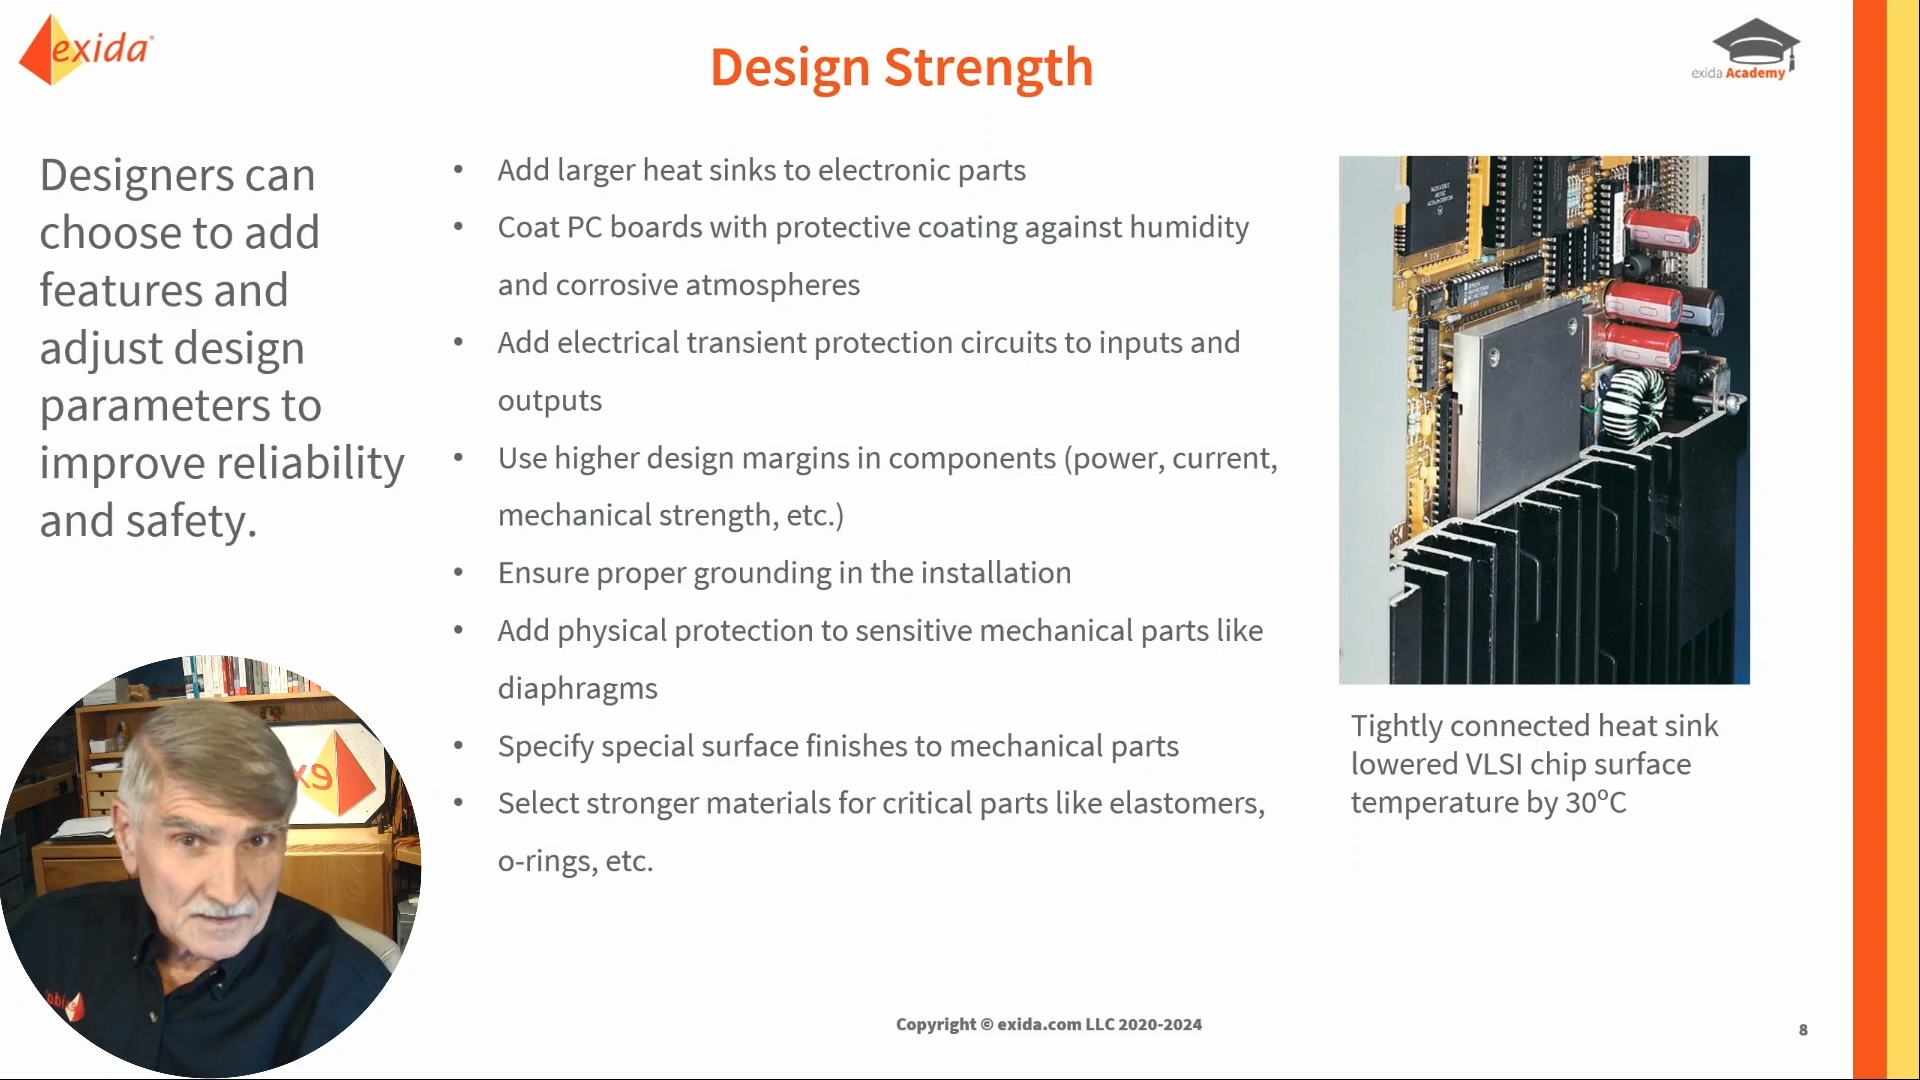 exida
Design Strength
exida Academy
Designers can
choose to add
features and
adjust design
parameters to
improve reliability
and safety.
• Add larger heat sinks to electronic parts
• Coat PC boards with protective coating against humidity
and corrosive atmospheres
• Add electrical transient protection circuits to inputs and
outputs
• Use higher design margins in components (power, current,
mechanical strength, etc.)
• Ensure proper grounding in the installation
• Add physical protection to sensitive mechanical parts like
diaphragms
• Specify special surface finishes to mechanical parts
• Select stronger materials for critical parts like elastomers,
o-rings, etc.
Tightly connected heat sink
lowered VLSI chip surface
temperature by 30ºC
Copyright © exida.com LLC 2020-2024
8